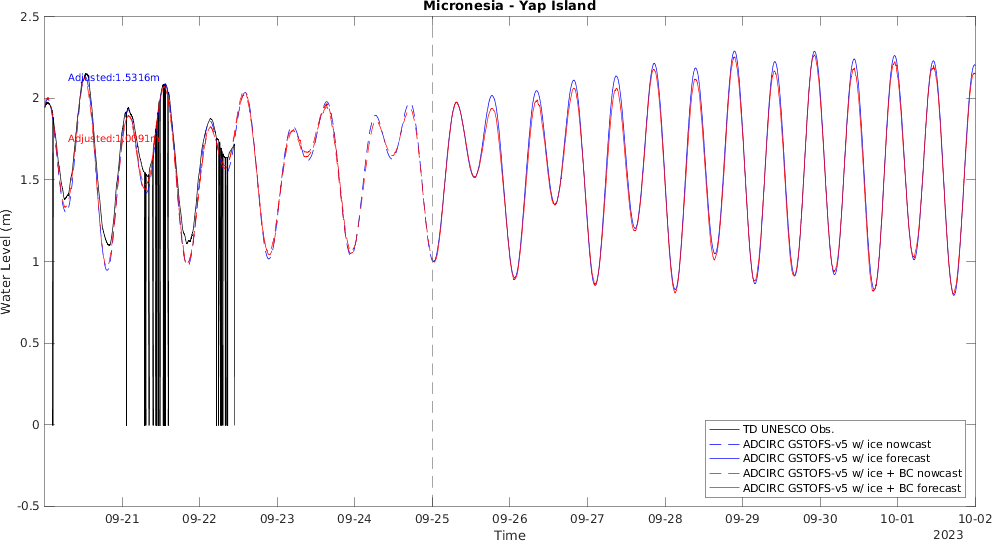 Micronesia - Yap Island
2.5
2
1.5
1
0.5
0
-0.5
Water Level (m)
Adjusted:1.5316m
Adjusted:1.0091m
TD UNESCO Obs.
ADCIRC GSTOFS-v5 w/ ice nowcast
ADCIRC GSTOFS-v5 w/ ice forecast
ADCIRC GSTOFS-v5 w/ ice + BC nowcast
ADCIRC GSTOFS-v5 w/ ice + BC forecast
09-21 09-22 09-23 09-24 09-25 09-26 09-27 09-28 09-29 09-30 10-01 10-02
Time
2023